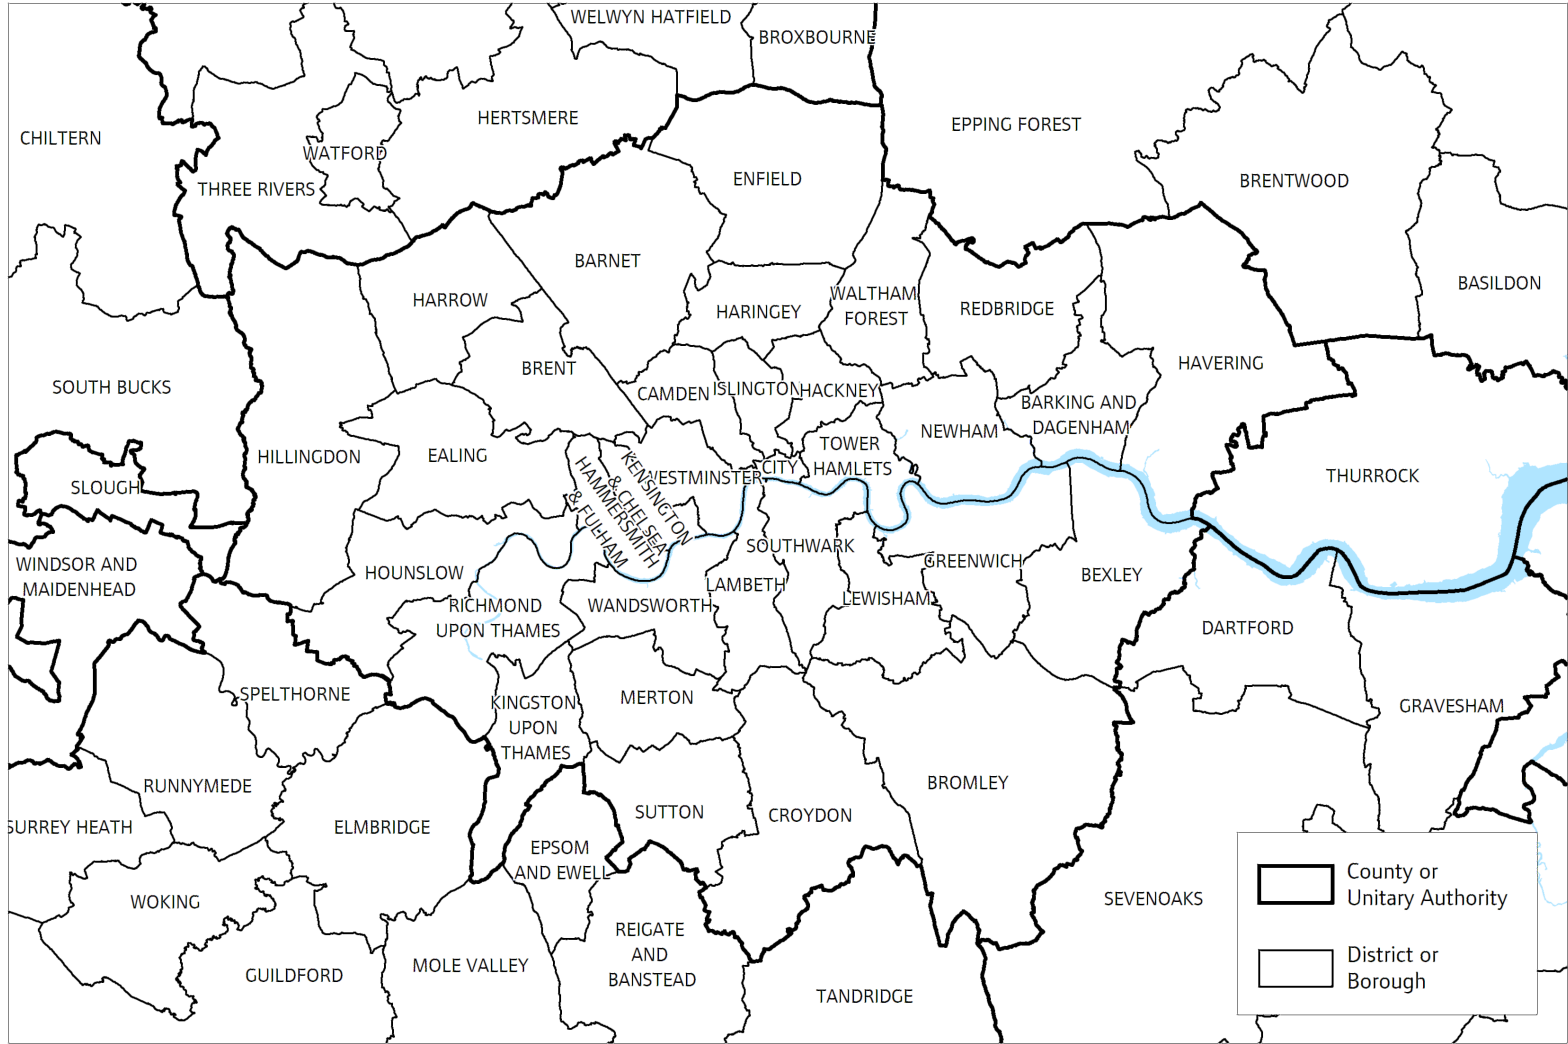 WELWYN HATFIELD
BROXBOURNE
HERTSMERE
EPPING FOREST
CHILTERN
WATFORD
THREE RIVERS
ENFIELD
BRENTWOOD
BARNET
BASILDON
HARROW
HARINGEY
WALTHAM
FOREST
REDBRIDGE
BRENT
HAVERING
SOUTH BUCKS
CAMDEN
ISLINGTON
HACKNEY
BARKING AND
DAGENHAM
NEWHAM
TOWER
HAMLETS
HILLINGDON
EALING
CITY
WESTMINSTER
KENSINGTON
& CHELSEA
HAMMERSMITH
& FULHAM
SLOUGH
THURROCK
WINDSOR AND
MAIDENHEAD
HOUNSLOW
SOUTHWARK
GREENWICH
BEXLEY
RICHMOND
UPON THAMES
WANDSWORTH
LAMBETH
LEWISHAM
DARTFORD
SPELTHORNE
KINGSTON
UPON
THAMES
MERTON
GRAVESHAM
RUNNYMEDE
BROMLEY
SURREY HEATH
ELMBRIDGE
SUTTON
CROYDON
EPSOM
AND EWELL
WOKING
SEVENOAKS
REIGATE
AND
BANSTEAD
GUILDFORD
MOLE VALLEY
TANDRIDGE
County or
Unitary Authority
District or
Borough